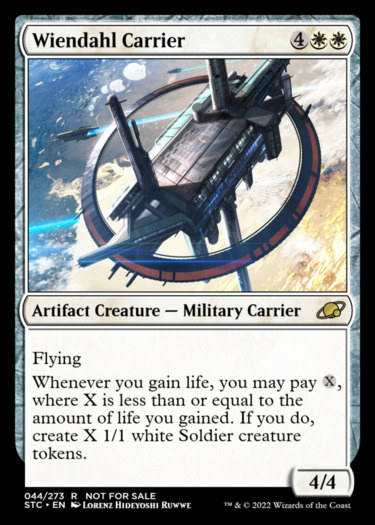 Wiendahl Carrier 4
Artifact Creature — Military Carrier
Flying
Whenever you gain life, you may pay X,
where X is less than or equal to the
amount of life you gained. If you do,
create X 1/1 white Soldier creature
tokens.
4/4
044/273 R NOT FOR SALE
STC • EN Lorenz Hideyoshi Ruwwe
™ & © 2022 Wizards of the Coast